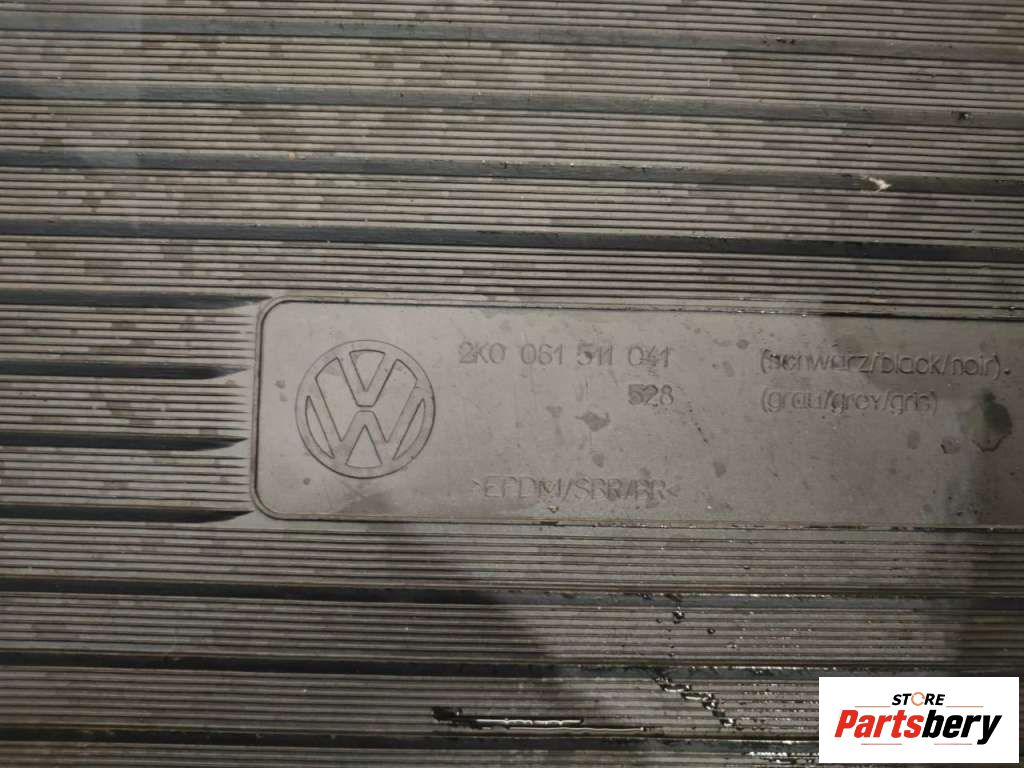 2K0 061 511 041
528
(schwarz/black/noir).
(grau/grey/gris)
>EPDM/SBR/BR<
STORE
Partsbery